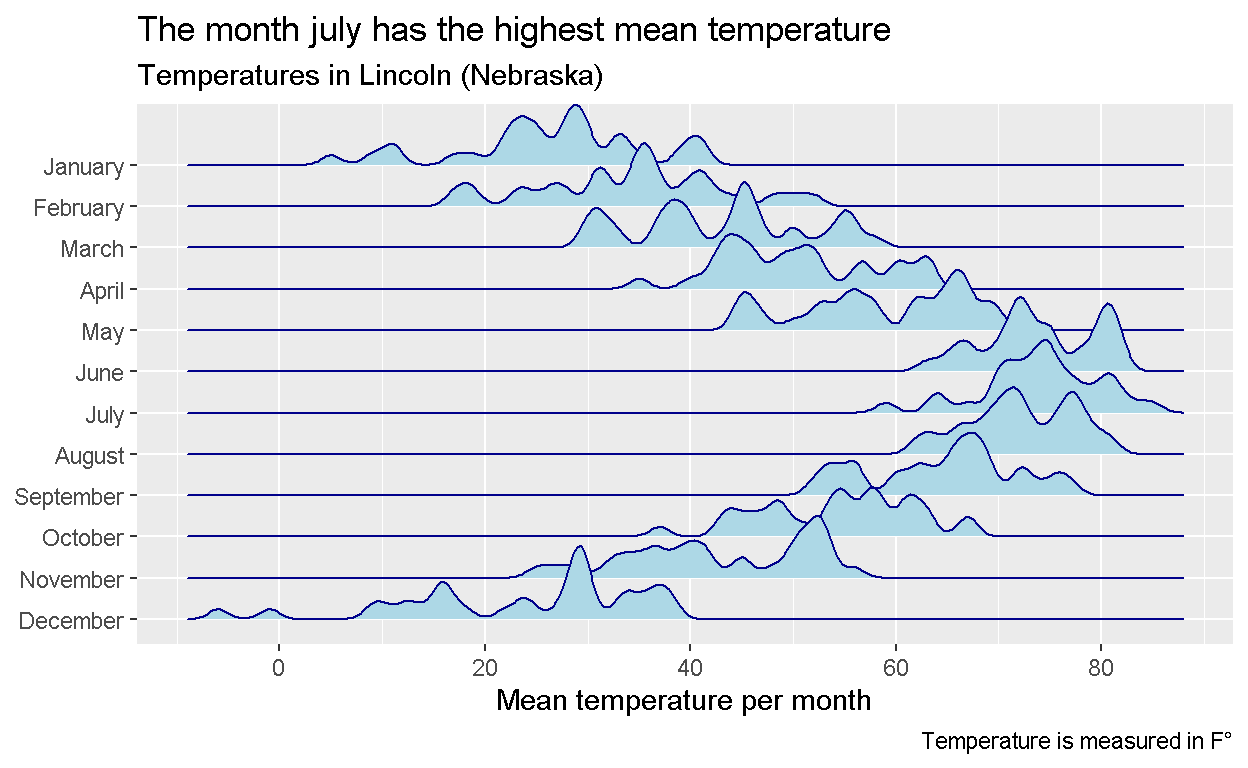 The month july has the highest mean temperature
Temperatures in Lincoln (Nebraska)
January
February
March
April
May
June
July
August
September
October
November
December
0 20 40 60 80
Mean temperature per month
Temperature is measured in F°